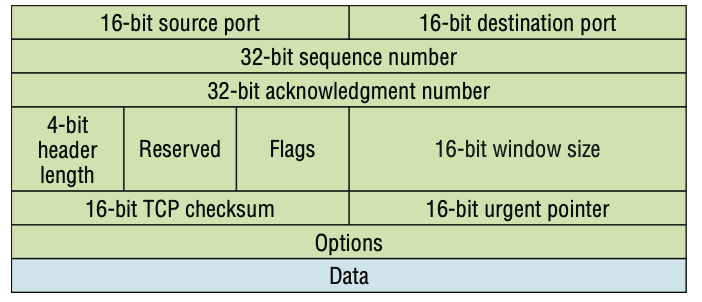 16-bit source port
16-bit destination port
32-bit sequence number
32-bit acknowledgment number
4-bit
header
length
Reserved
Flags
16-bit window size
16-bit TCP checksum
16-bit urgent pointer
Options
Data